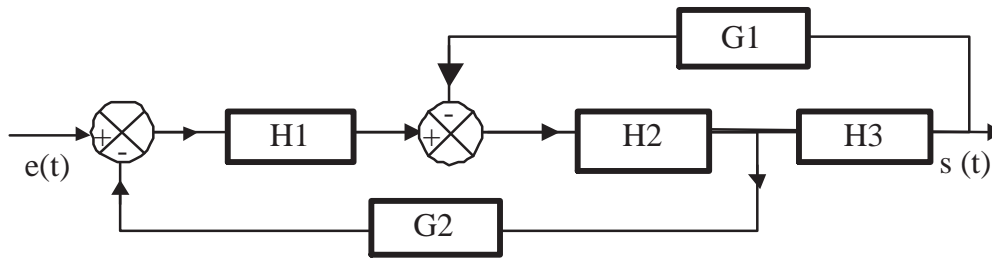 G1
-
+
H1
+
H2
H3
-
e(t)
s (t)
G2